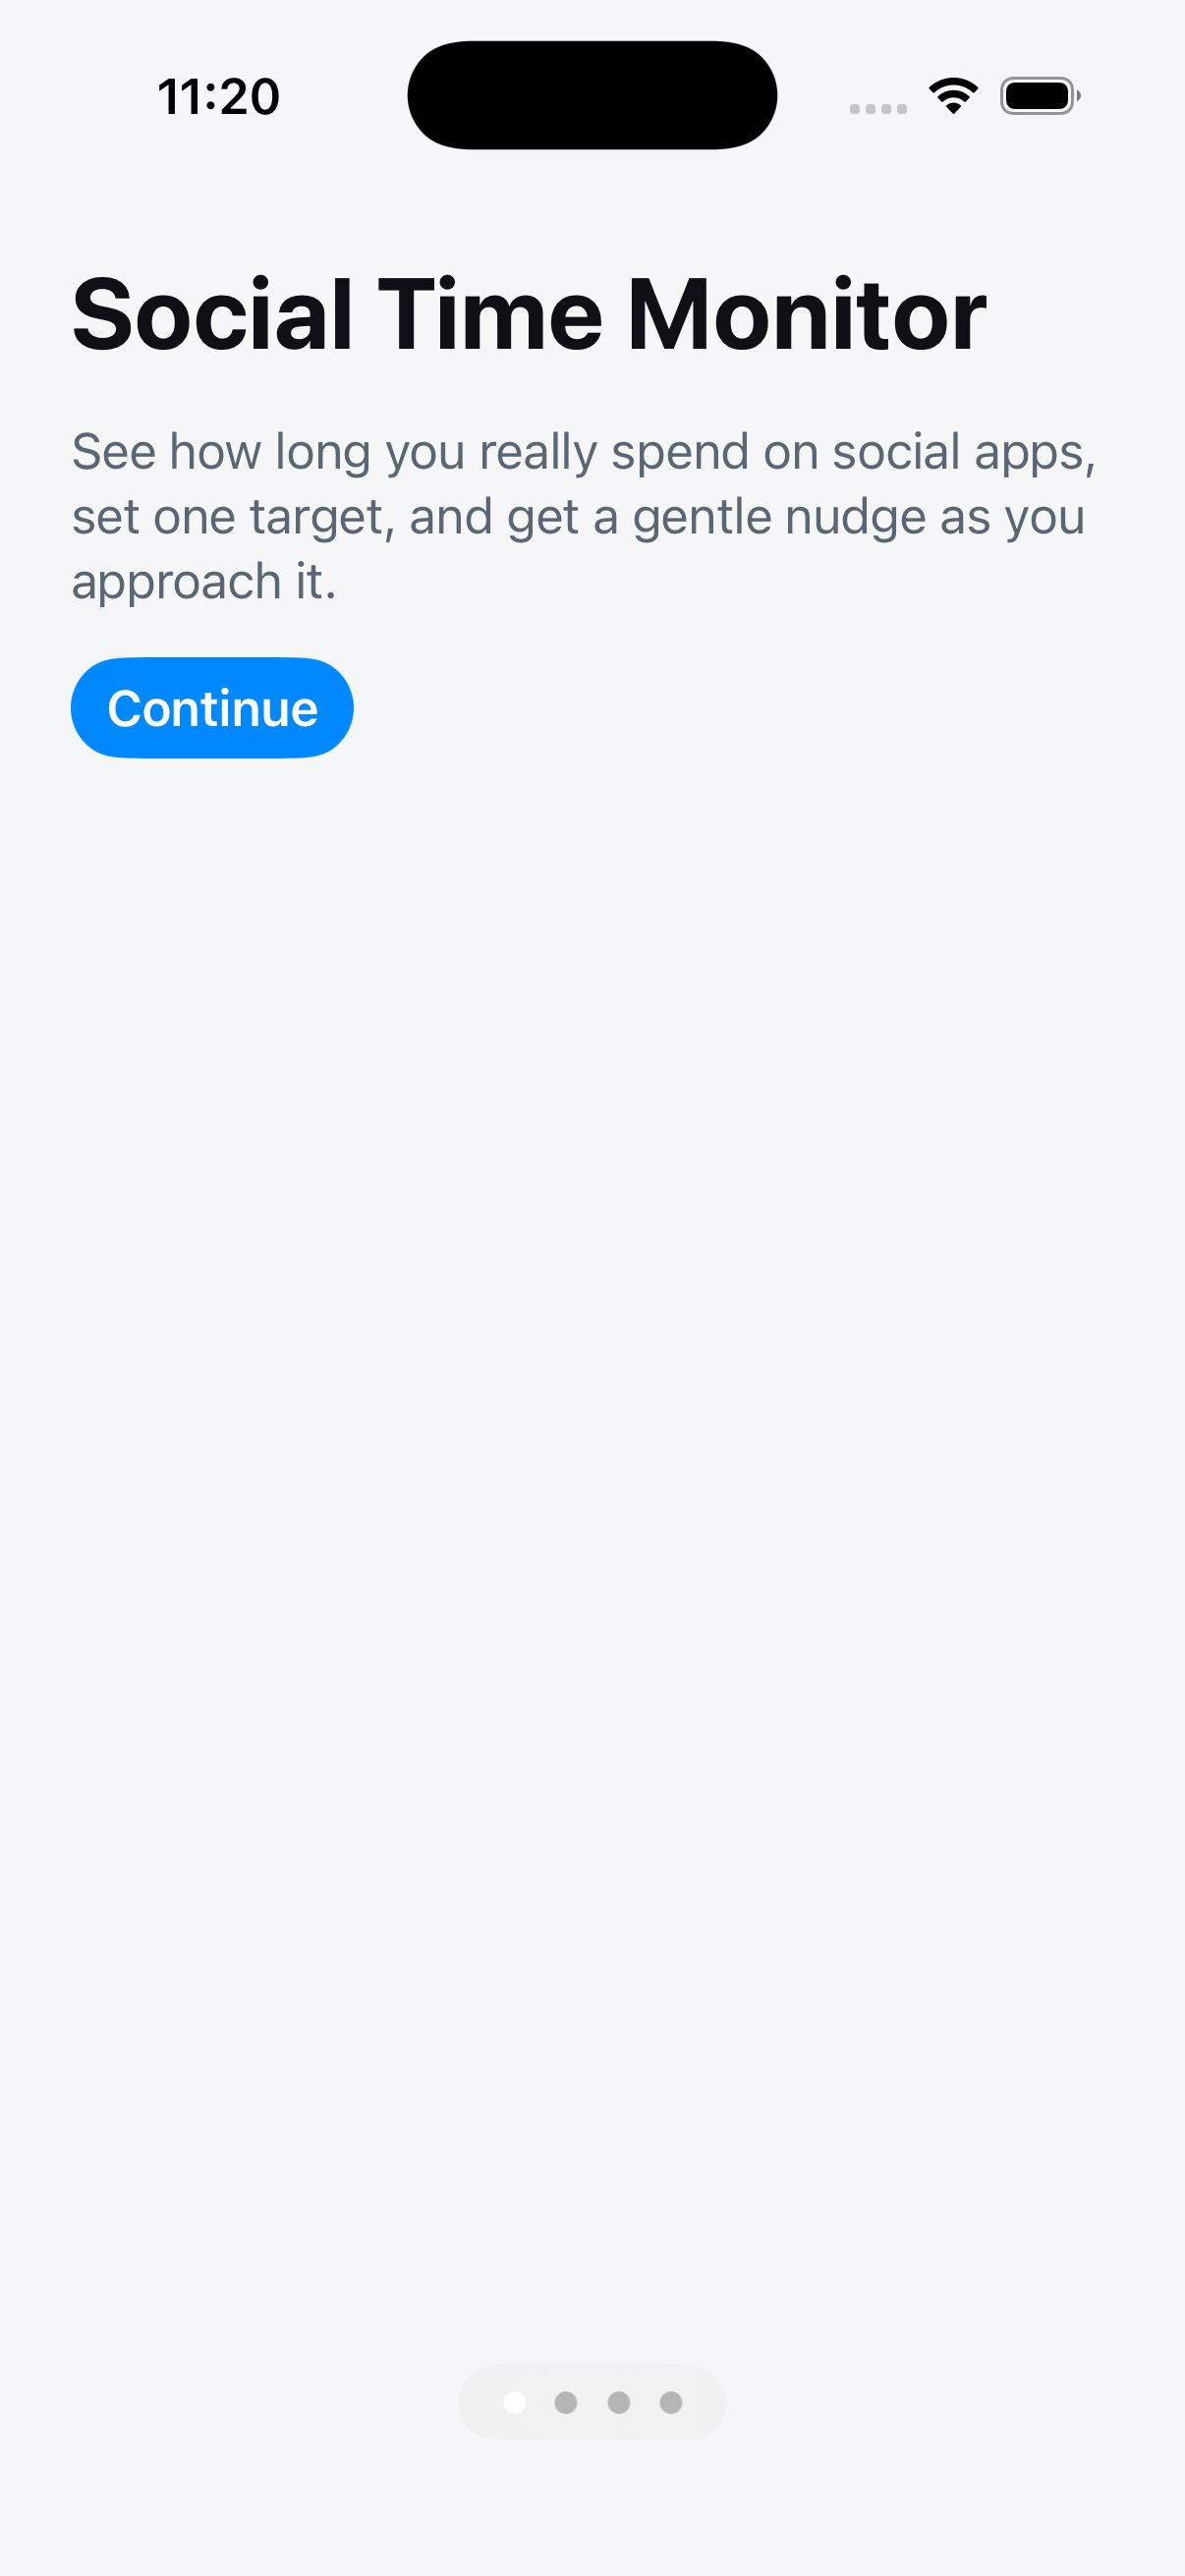 11:20
Social Time Monitor
See how long you really spend on social apps,
set one target, and get a gentle nudge as you
approach it.
Continue